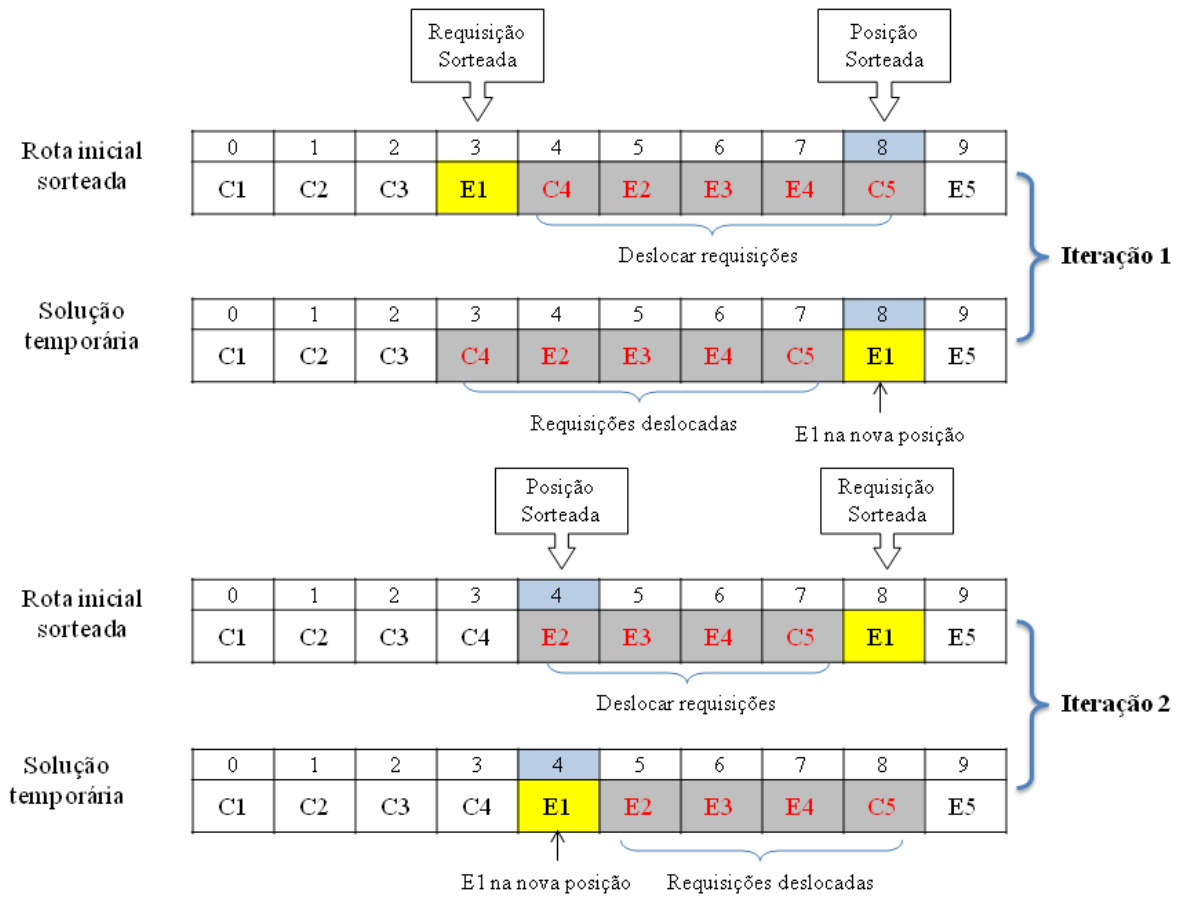 Requisição
Sorteada
Posição
Sorteada
Rota inicial
sorteada
0 1 2 3 4 5 6 7 8 9
C1 C2 C3 E1 C4 E2 E3 E4 C5 E5
Deslocar requisições
Iteração 1
Solução
temporária
0 1 2 3 4 5 6 7 8 9
C1 C2 C3 C4 E2 E3 E4 C5 E1 E5
Requisições deslocadas
E1 na nova posição
Posição
Sorteada
Requisição
Sorteada
Rota inicial
sorteada
0 1 2 3 4 5 6 7 8 9
C1 C2 C3 C4 E2 E3 E4 C5 E1 E5
Deslocar requisições
Iteração 2
Solução
temporária
0 1 2 3 4 5 6 7 8 9
C1 C2 C3 C4 E1 E2 E3 E4 C5 E5
E1 na nova posição
Requisições deslocadas